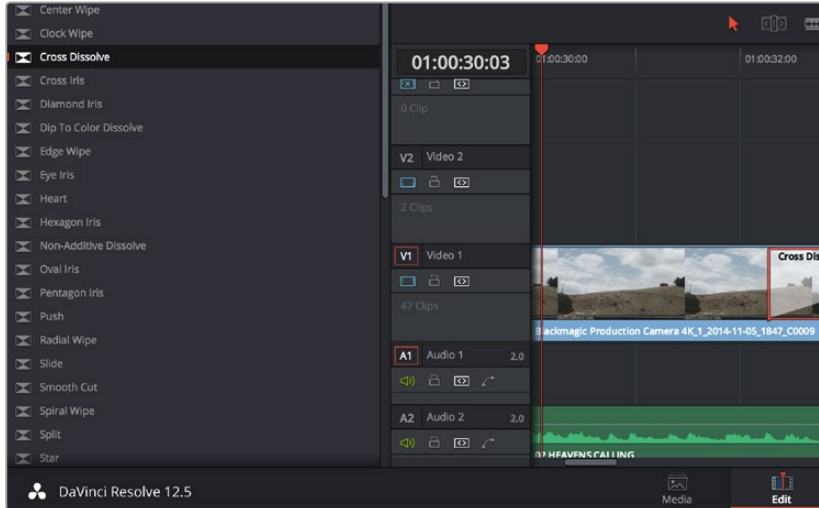 Center Wipe
Clock Wipe
Cross Dissolve
Cross Iris
Diamond Iris
Dip To Color Dissolve
Edge Wipe
Eye Iris
Heart
Hexagon Iris
Non-Additive Dissolve
Oval Iris
Pentagon Iris
Push
Radial Wipe
Slide
Smooth Cut
Spiral Wipe
Split
Star
01:00:30:03
01:00:30:00
01:00:32:00
0 Clip
V2 Video 2
2 Clips
V1 Video 1
47 Clips
Cross Dis
Blackmagic Production Camera 4K_1_2014-11-05_1847_C0009
A1 Audio 1 2.0
A2 Audio 2 2.0
02 HEAVENS CALLING
DaVinci Resolve 12.5
Media
Edit